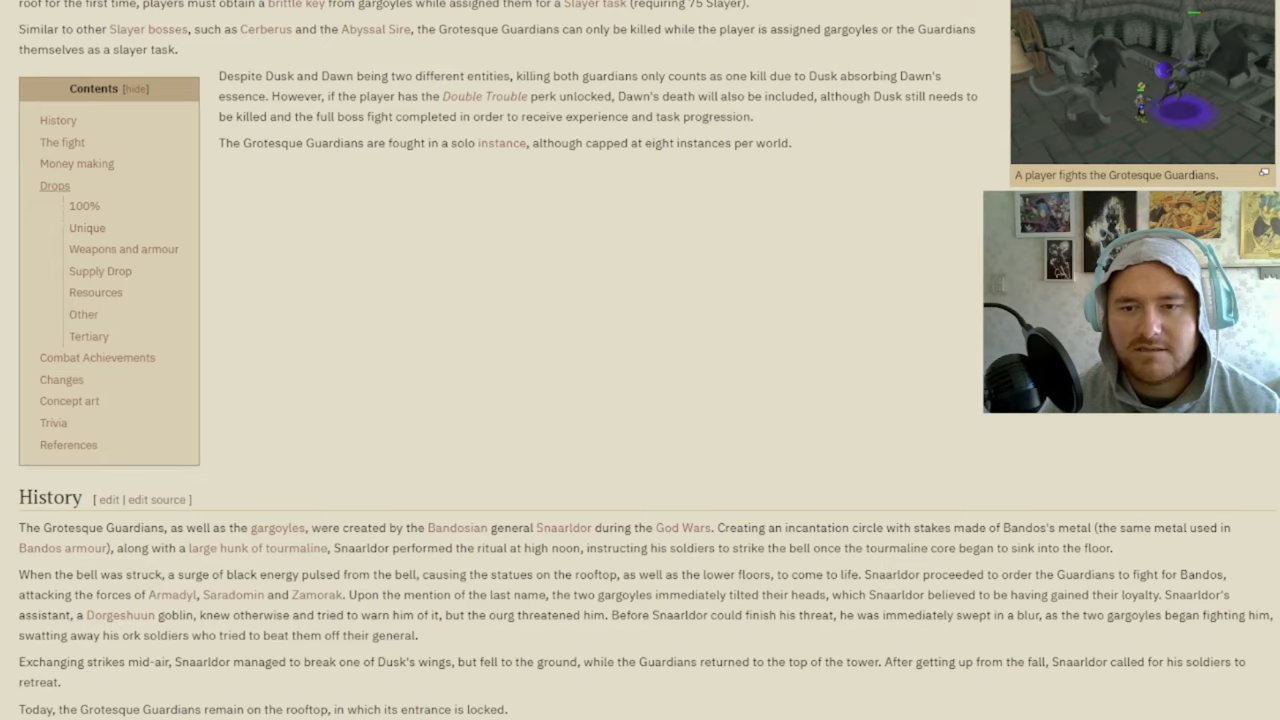 roof for the first time, players must obtain a brittle key from gargoyles while assigned them for a Slayer task (requiring 75 Slayer).
Similar to other Slayer bosses, such as Cerberus and the Abyssal Sire, the Grotesque Guardians can only be killed while the player is assigned gargoyles or the Guardians
themselves as a slayer task.
Contents [hide]
History
The fight
Money making
Drops
100%
Unique
Weapons and armour
Supply Drop
Resources
Other
Tertiary
Combat Achievements
Changes
Concept art
Trivia
References
Despite Dusk and Dawn being two different entities, killing both guardians only counts as one kill due to Dusk absorbing Dawn's
essence. However, if the player has the Double Trouble perk unlocked, Dawn's death will also be included, although Dusk still needs to
be killed and the full boss fight completed in order to receive experience and task progression.
The Grotesque Guardians are fought in a solo instance, although capped at eight instances per world.
A player fights the Grotesque Guardians.
History [ edit | edit source ]
The Grotesque Guardians, as well as the gargoyles, were created by the Bandosian general Snaarldor during the God Wars. Creating an incantation circle with stakes made of Bandos's metal (the same metal used in
Bandos armour), along with a large hunk of tourmaline, Snaarldor performed the ritual at high noon, instructing his soldiers to strike the bell once the tourmaline core began to sink into the floor.
When the bell was struck, a surge of black energy pulsed from the bell, causing the statues on the rooftop, as well as the lower floors, to come to life. Snaarldor proceeded to order the Guardians to fight for Bandos,
attacking the forces of Armadyl, Saradomin and Zamorak. Upon the mention of the last name, the two gargoyles immediately tilted their heads, which Snaarldor believed to be having gained their loyalty. Snaarldor's
assistant, a Dorgeshuun goblin, knew otherwise and tried to warn him of it, but the ourg threatened him. Before Snaarldor could finish his threat, he was immediately swept in a blur, as the two gargoyles began fighting him,
swatting away his ork soldiers who tried to beat them off their general.
Exchanging strikes mid-air, Snaarldor managed to break one of Dusk's wings, but fell to the ground, while the Guardians returned to the top of the tower. After getting up from the fall, Snaarldor called for his soldiers to
retreat.
Today, the Grotesque Guardians remain on the rooftop, in which its entrance is locked.